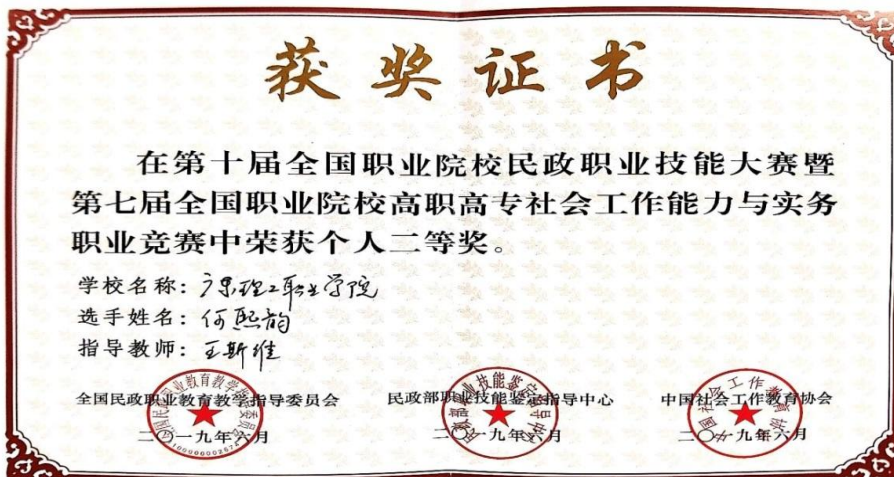 获奖证书
在第十届全国职业院校民政职业技能大赛暨
第七届全国职业院校高职高专社会工作能力与实务
职业竞赛中荣获个人二等奖。
学校名称：广东理工职业学院
选手姓名：何熙韵
指导教师：王斯维
全国民政职业教育教学指导委员会 民政部职业技能鉴定指导中心 中国社会工作教育协会
二〇一九年六月 二〇一九年六月 二〇一九年六月